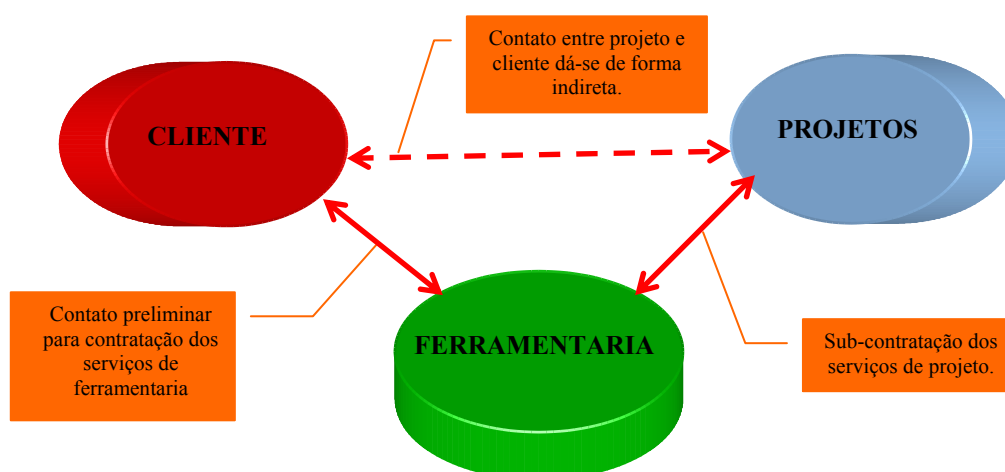 Contato entre projeto e
cliente dá-se de forma
indireta.
CLIENTE
PROJETOS
Contato preliminar
para contratação dos
serviços de
ferramentaria
FERRAMENTARIA
Sub-contratação dos
serviços de projeto.